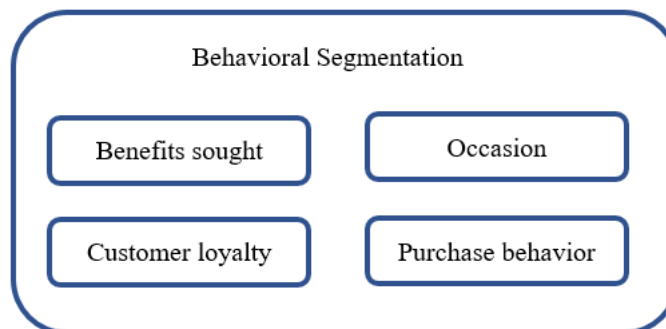 Behavioral Segmentation
Benefits sought
Occasion
Customer loyalty
Purchase behavior